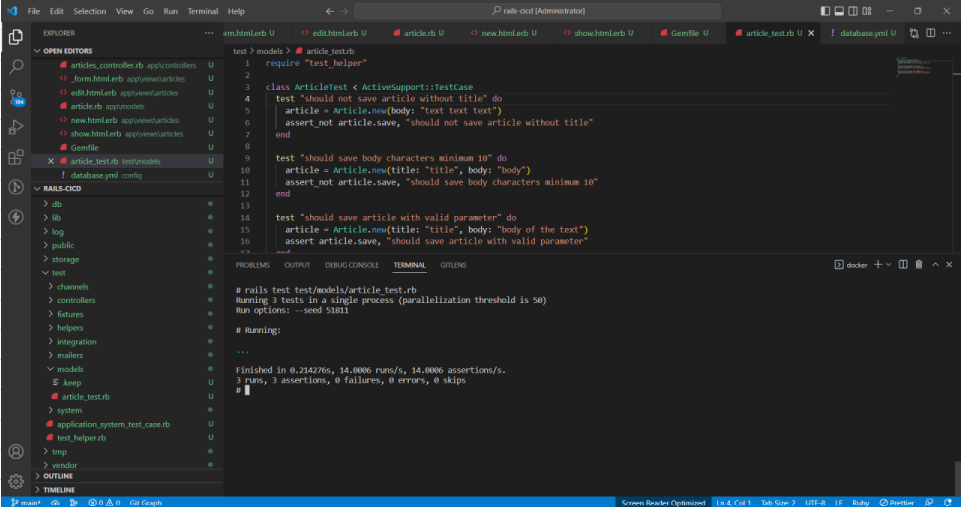 File Edit Selection View Go Run Terminal Help
rails-cicd [Administrator]
EXPLORER
rm.html.erb U edit.html.erb U article.rb U new.html.erb U show.html.erb U Gemfile U article_test.rb U database.yml U
OPEN EDITORS
articles_controller.rb app\controllers U
_form.html.erb app\views\articles U
edit.html.erb app\views\articles U
article.rb app\models U
new.html.erb app\views\articles U
show.html.erb app\views\articles U
Gemfile U
article_test.rb test\models U
database.yml config U
RAILS-CICD
db
lib
log
public
storage
test
channels
controllers
fixtures
helpers
integration
mailers
models
.keep U
article_test.rb U
system
application_system_test_case.rb U
test_helper.rb U
tmp
vendor
OUTLINE
TIMELINE
184
test > models > article_test.rb
1 require "test_helper"
2
3 class ArticleTest < ActiveSupport::TestCase
4 test "should not save article without title" do
5 article = Article.new(body: "text text text")
6 assert_not article.save, "should not save article without title"
7 end
8
9 test "should save body characters minimum 10" do
10 article = Article.new(title: "title", body: "body")
11 assert_not article.save, "should save body characters minimum 10"
12 end
13
14 test "should save article with valid parameter" do
15 article = Article.new(title: "title", body: "body of the text")
16 assert article.save, "should save article with valid parameter"
17 end
PROBLEMS OUTPUT DEBUG CONSOLE TERMINAL GITLENS
docker
# rails test test/models/article_test.rb
Running 3 tests in a single process (parallelization threshold is 50)
Run options: --seed 51811
# Running:
...
Finished in 0.214276s, 14.0006 runs/s, 14.0006 assertions/s.
3 runs, 3 assertions, 0 failures, 0 errors, 0 skips
#
main* 0 0 Git Graph
Screen Reader Optimized Ln 4, Col 1 Tab Size: 2 UTF-8 LF Ruby Prettier